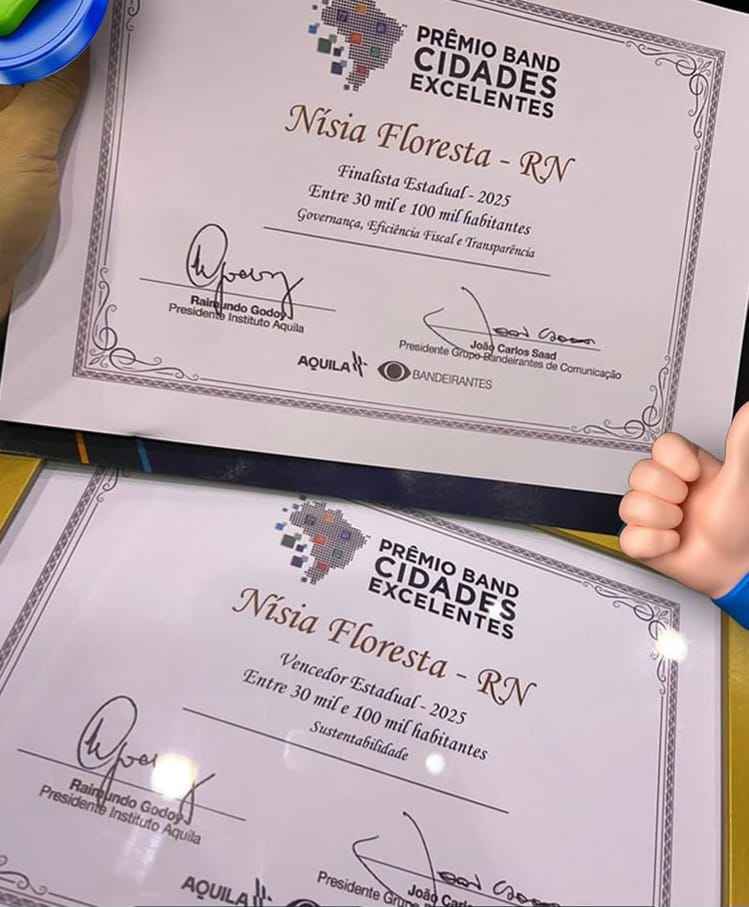 PRÊMIO BAND
CIDADES
EXCELENTES
Nísia Floresta - RN
Finalista Estadual - 2025
Entre 30 mil e 100 mil habitantes
Governança, Eficiência Fiscal e Transparência
Raimundo Godoy
Presidente Instituto Aquila
João Carlos Saad
Presidente Grupo Bandeirantes de Comunicação
AQUILA
BANDEIRANTES
PRÊMIO BAND
CIDADES
EXCELENTES
Nísia Floresta - RN
Vencedor Estadual - 2025
Entre 30 mil e 100 mil habitantes
Sustentabilidade
Raimundo Godoy
Presidente Instituto Aquila
João Carl
Presidente Grupo
AQUILA